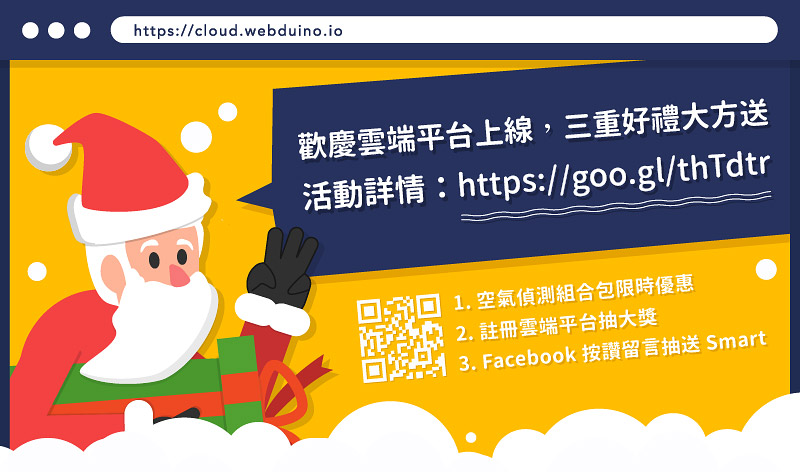 https://cloud.webduino.io
歡慶雲端平台上線，三重好禮大方送
活動詳情：https://goo.gl/thTdtr
1. 空氣偵測組合包限時優惠
2. 註冊雲端平台抽大獎
3. Facebook 按讚留言抽送 Smart